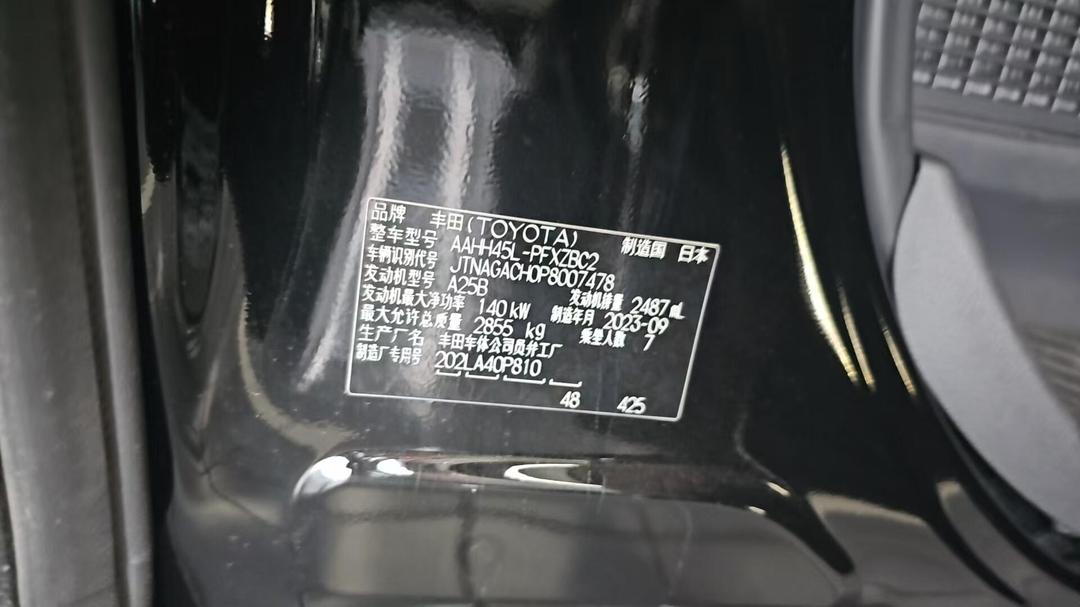 品牌 丰田(TOYOTA) 制造国 日本
整车型号 AAHH45L-PFXZBC2
车辆识别代号 JTNAGACH0P8007478
发动机型号 A25B 发动机排量 2487 mL
发动机最大净功率 140 kW 制造年月 2023-09
最大允许总质量 2855 kg 乘坐人数 7
生产厂名 丰田车体公司员弁工厂
制造厂专用号 202LA40P810
48 425